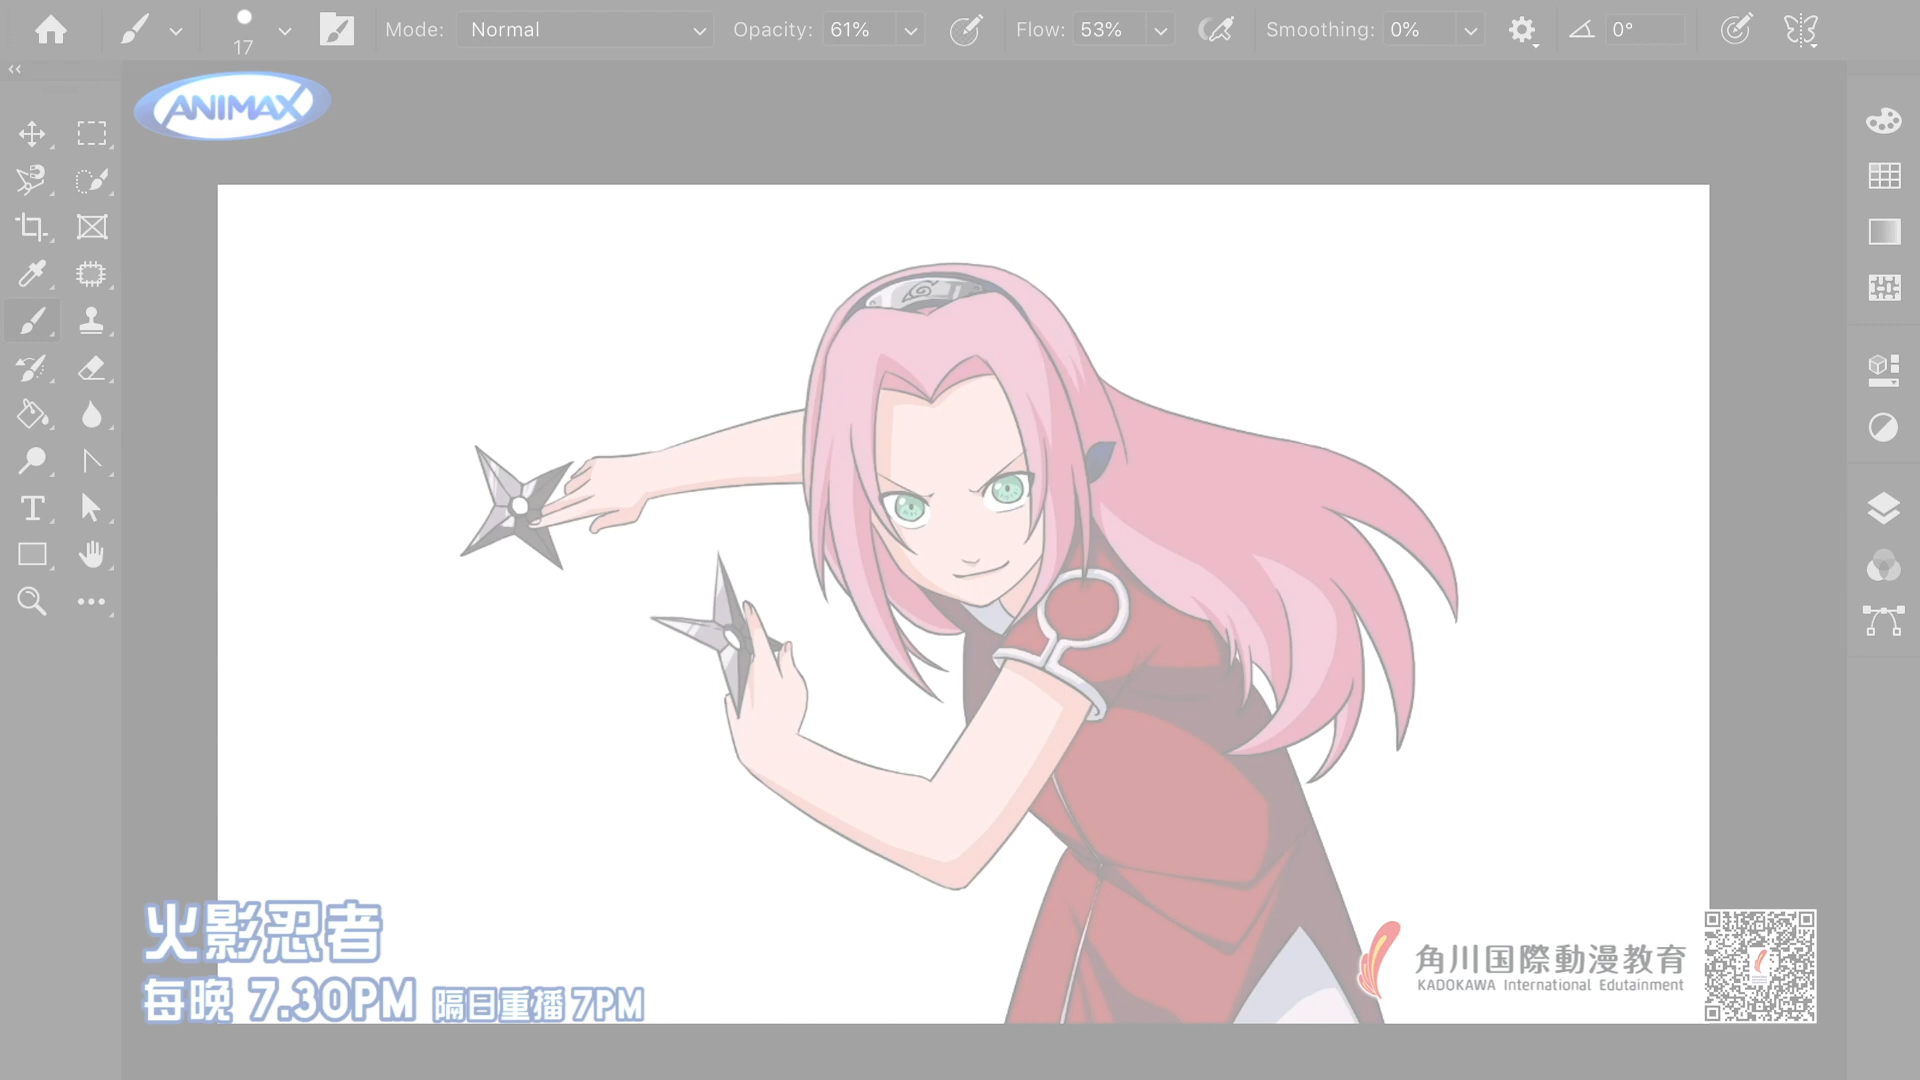 17
Mode: Normal
Opacity: 61%
Flow: 53%
Smoothing: 0%
0°
ANIMAX
火影忍者
每晚 7.30PM 隔日重播 7PM
角川国際動漫教育
KADOKAWA International Edutainment